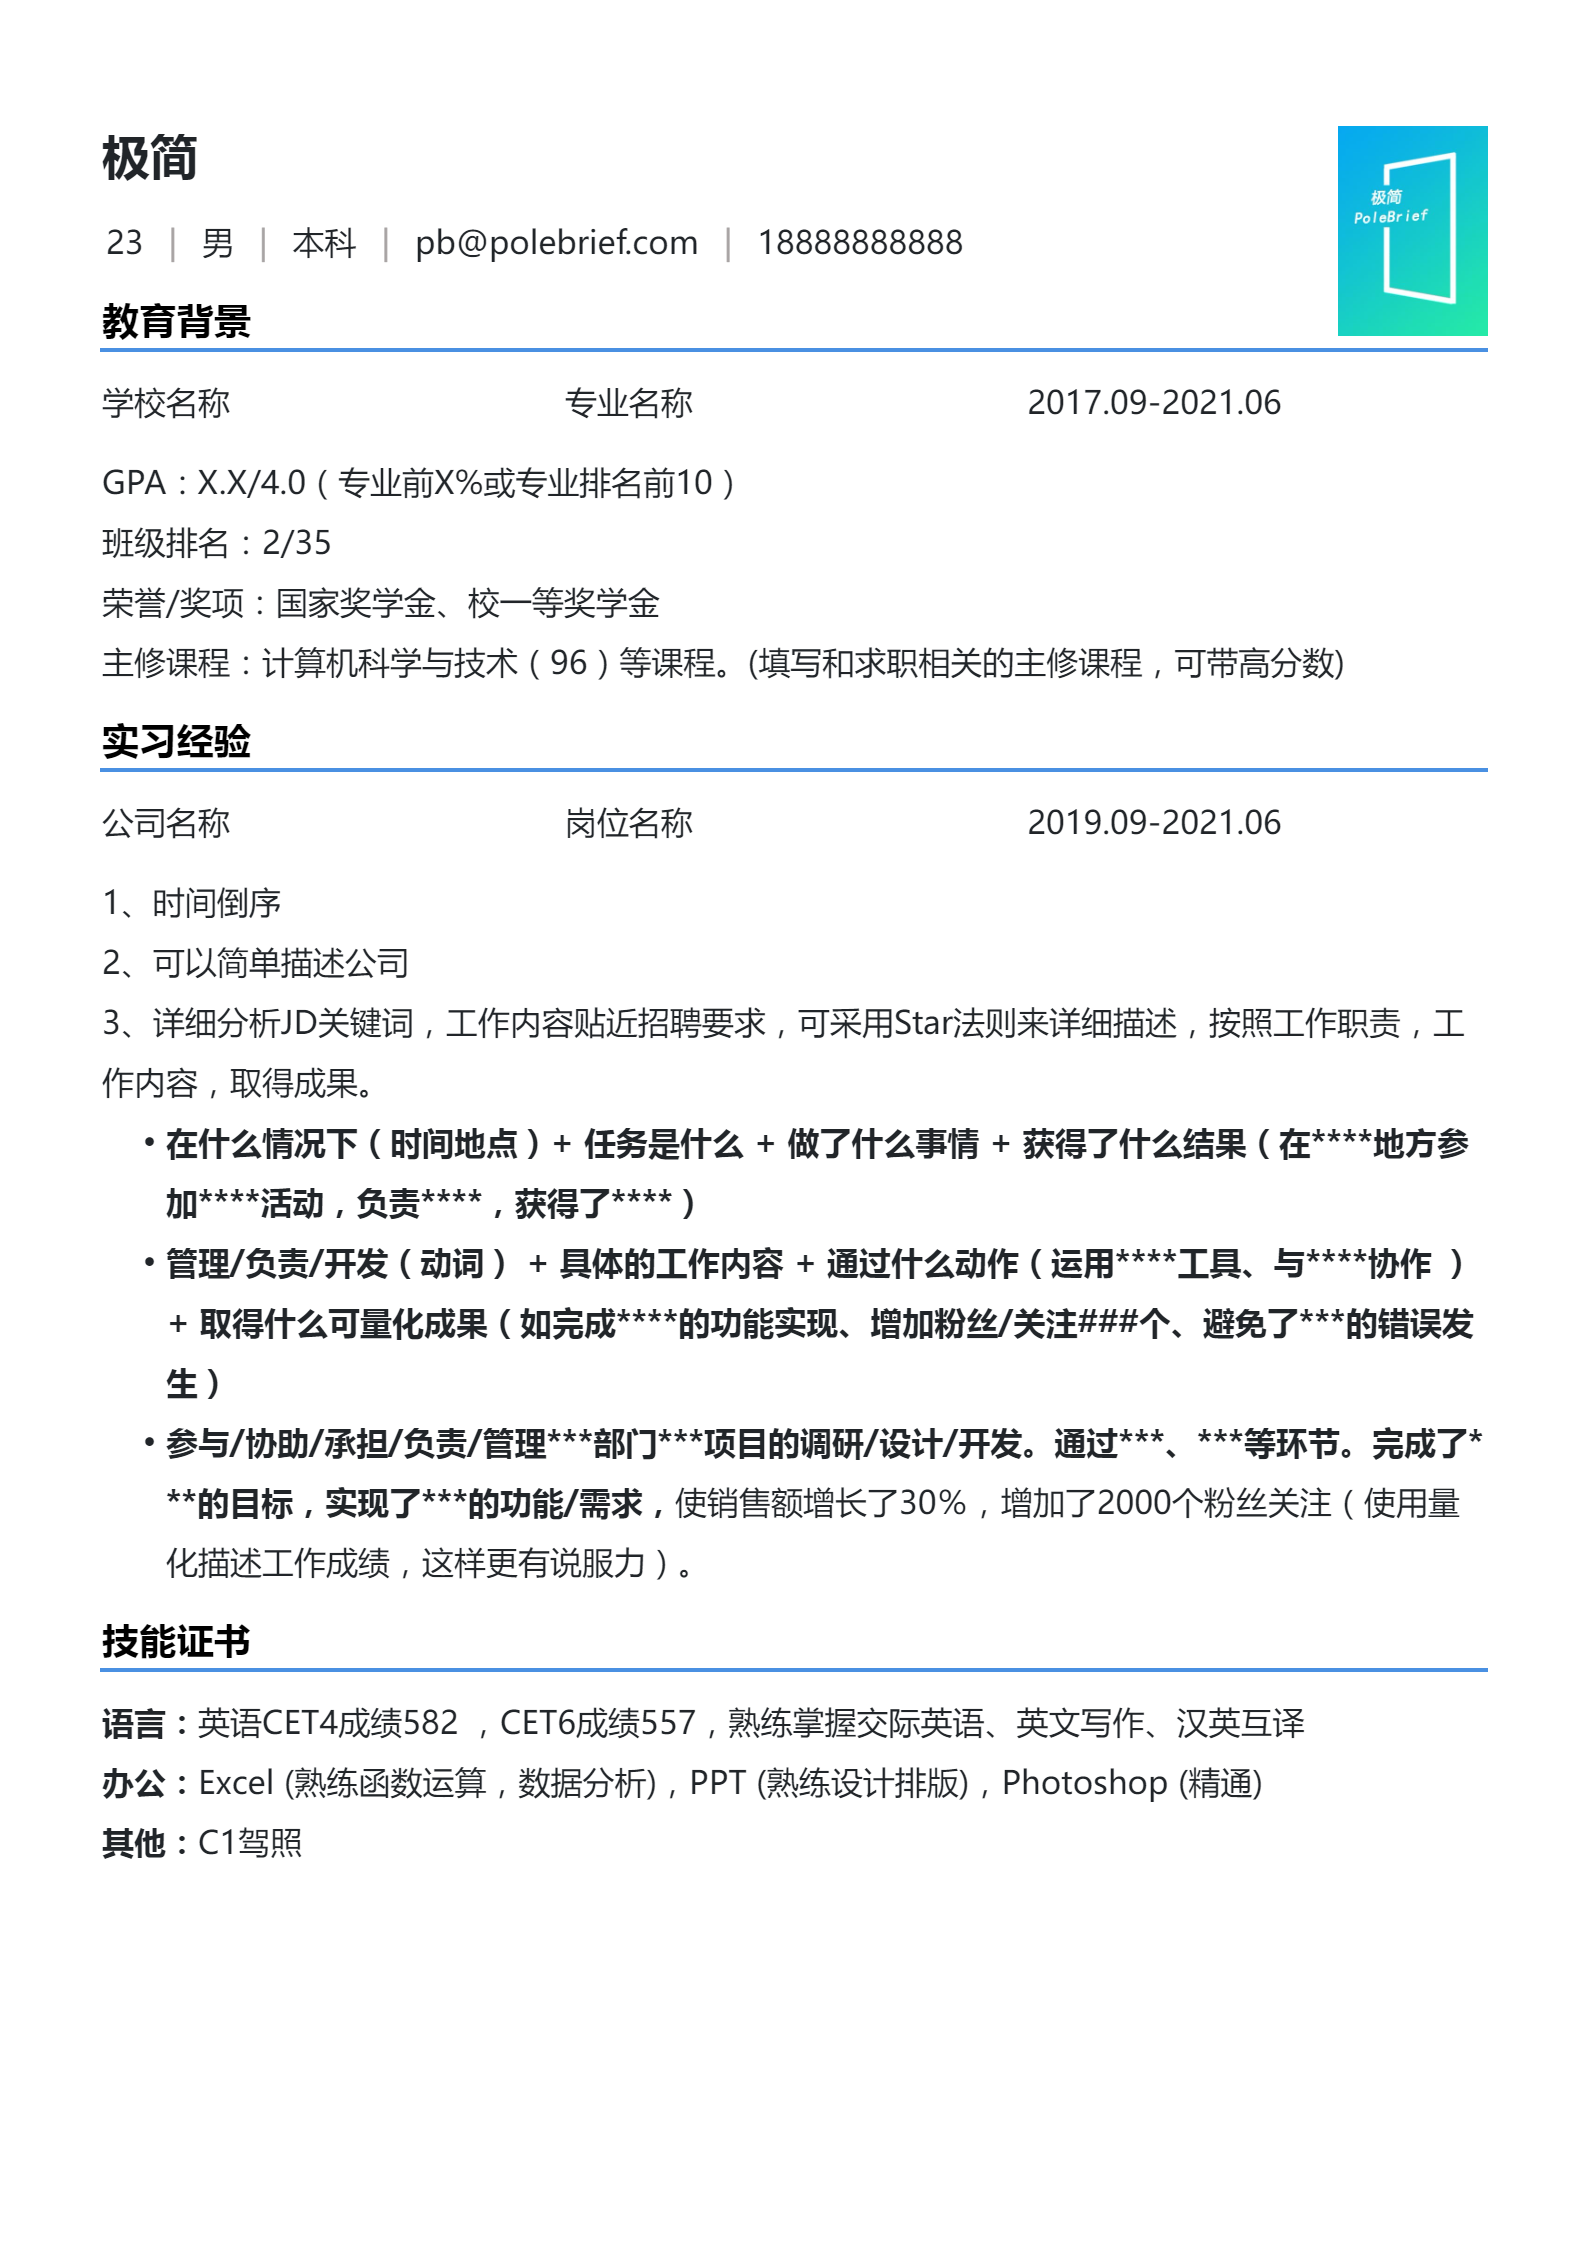 极简
23 | 男 | 本科 | pb@polebrief.com | 18888888888
极简
PoleBrief
教育背景
学校名称 专业名称 2017.09-2021.06
GPA：X.X/4.0（专业前X%或专业排名前10）
班级排名：2/35
荣誉/奖项：国家奖学金、校一等奖学金
主修课程：计算机科学与技术（96）等课程。(填写和求职相关的主修课程，可带高分数)
实习经验
公司名称 岗位名称 2019.09-2021.06
1、时间倒序
2、可以简单描述公司
3、详细分析JD关键词，工作内容贴近招聘要求，可采用Star法则来详细描述，按照工作职责，工
作内容，取得成果。
• 在什么情况下（时间地点）+ 任务是什么 + 做了什么事情 + 获得了什么结果（在****地方参
加****活动，负责****，获得了****）
• 管理/负责/开发（动词） + 具体的工作内容 + 通过什么动作（运用****工具、与****协作 ）
+ 取得什么可量化成果（如完成****的功能实现、增加粉丝/关注###个、避免了***的错误发
生）
• 参与/协助/承担/负责/管理***部门***项目的调研/设计/开发。通过***、***等环节。完成了*
**的目标，实现了***的功能/需求，使销售额增长了30%，增加了2000个粉丝关注（使用量
化描述工作成绩，这样更有说服力）。
技能证书
语言：英语CET4成绩582 ，CET6成绩557，熟练掌握交际英语、英文写作、汉英互译
办公：Excel (熟练函数运算，数据分析)，PPT (熟练设计排版)，Photoshop (精通)
其他：C1驾照